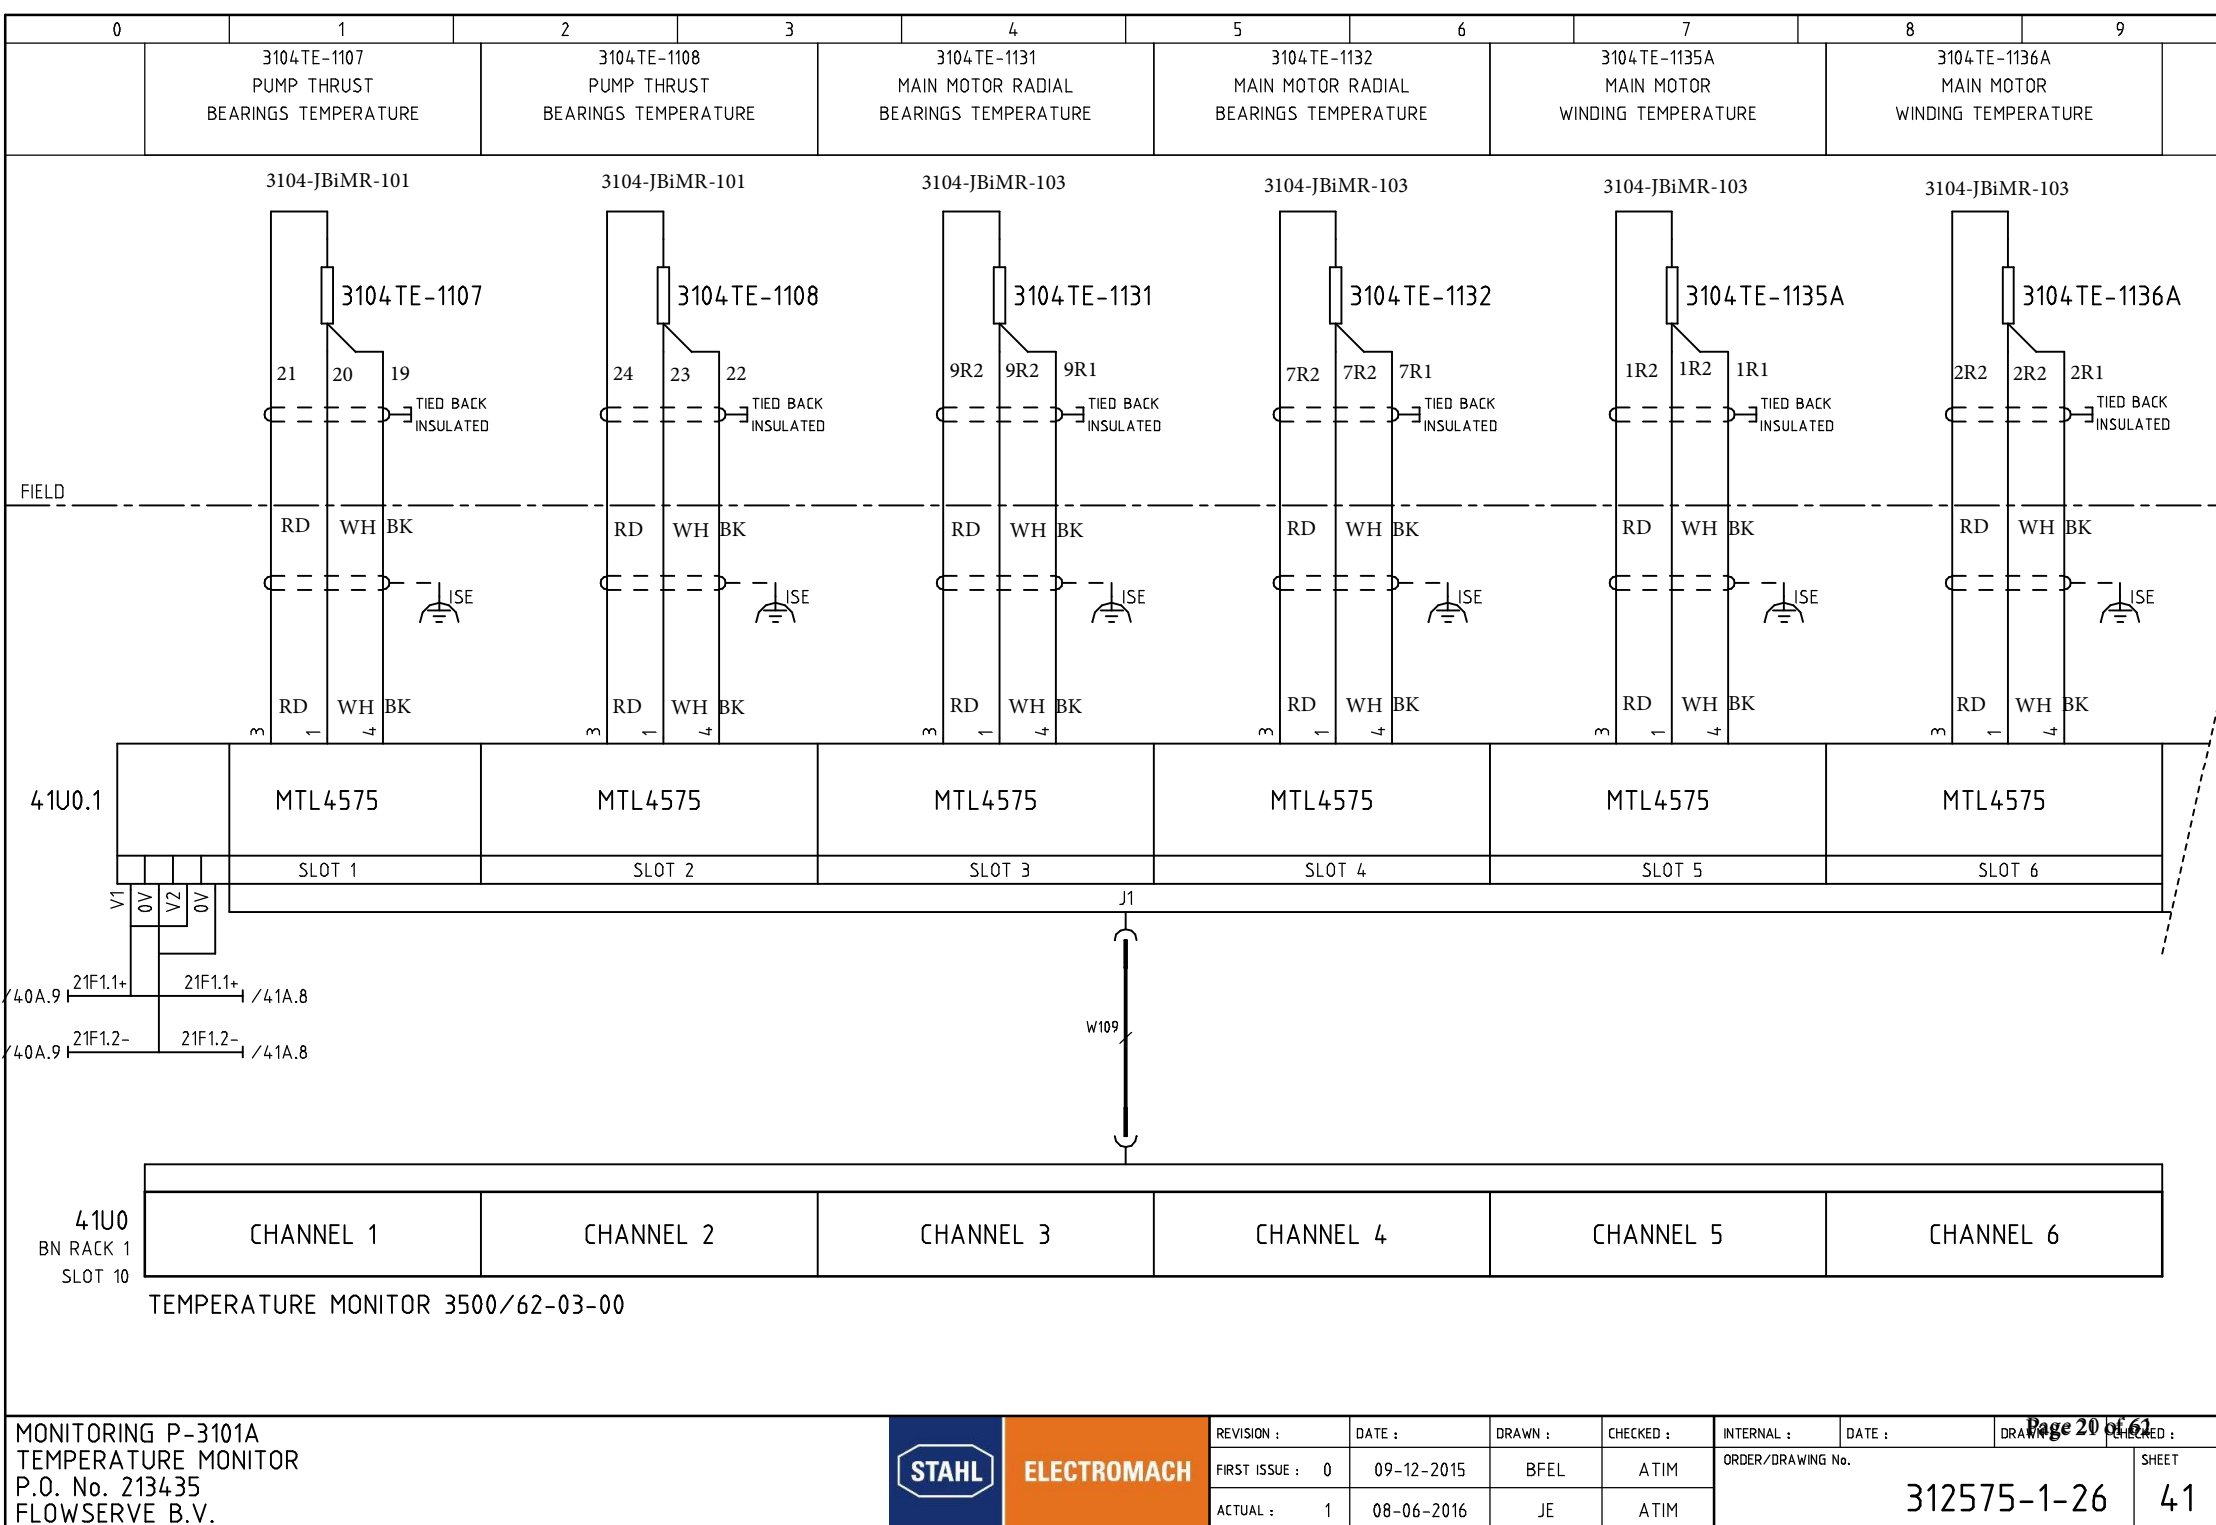 0 1 2 3 4 5 6 7 8 9
3104TE-1107 3104TE-1108 3104TE-1131 3104TE-1132 3104TE-1135A 3104TE-1136A
PUMP THRUST PUMP THRUST MAIN MOTOR RADIAL MAIN MOTOR RADIAL MAIN MOTOR MAIN MOTOR
BEARINGS TEMPERATURE BEARINGS TEMPERATURE BEARINGS TEMPERATURE BEARINGS TEMPERATURE WINDING TEMPERATURE WINDING TEMPERATURE
3104-JBiMR-101 3104-JBiMR-101 3104-JBiMR-103 3104-JBiMR-103 3104-JBiMR-103 3104-JBiMR-103
3104TE-1107 3104TE-1108 3104TE-1131 3104TE-1132 3104TE-1135A 3104TE-1136A
21 20 19 24 23 22 9R2 9R2 9R1 7R2 7R2 7R1 1R2 1R2 1R1 2R2 2R2 2R1
TIED BACK TIED BACK TIED BACK TIED BACK TIED BACK TIED BACK
INSULATED INSULATED INSULATED INSULATED INSULATED INSULATED
FIELD
RD WH BK RD WH BK RD WH BK RD WH BK RD WH BK RD WH BK
ISE ISE ISE ISE ISE ISE
RD WH BK RD WH BK RD WH BK RD WH BK RD WH BK RD WH BK
3 1 4 3 1 4 3 1 4 3 1 4 3 1 4 3 1 4
41U0.1 MTL4575 MTL4575 MTL4575 MTL4575 MTL4575 MTL4575
SLOT 1 SLOT 2 SLOT 3 SLOT 4 SLOT 5 SLOT 6
V1 0V V2 0V J1
/40A.9 21F1.1+ 21F1.1+ /41A.8
W109
/40A.9 21F1.2- 21F1.2- /41A.8
41U0 CHANNEL 1 CHANNEL 2 CHANNEL 3 CHANNEL 4 CHANNEL 5 CHANNEL 6
BN RACK 1
SLOT 10
TEMPERATURE MONITOR 3500/62-03-00
MONITORING P-3101A
TEMPERATURE MONITOR
P.O. No. 213435
FLOWSERVE B.V.
STAHL ELECTROMACH
REVISION : DATE : DRAWN : CHECKED :
FIRST ISSUE : 0 09-12-2015 BFEL ATIM
ACTUAL : 1 08-06-2016 JE ATIM
INTERNAL : DATE : DRAWN : CHECKED :
ORDER/DRAWING No. SHEET
312575-1-26 41